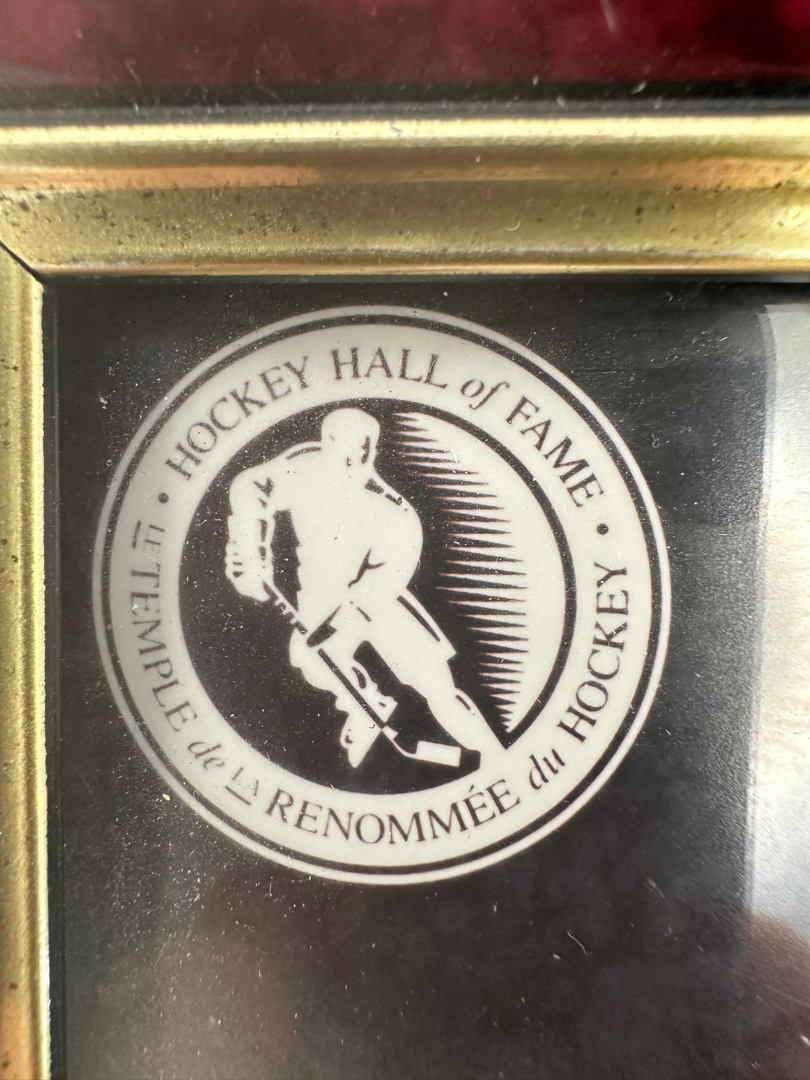 • HOCKEY HALL of FAME •
LE TEMPLE de LA RENOMMÉE du HOCKEY